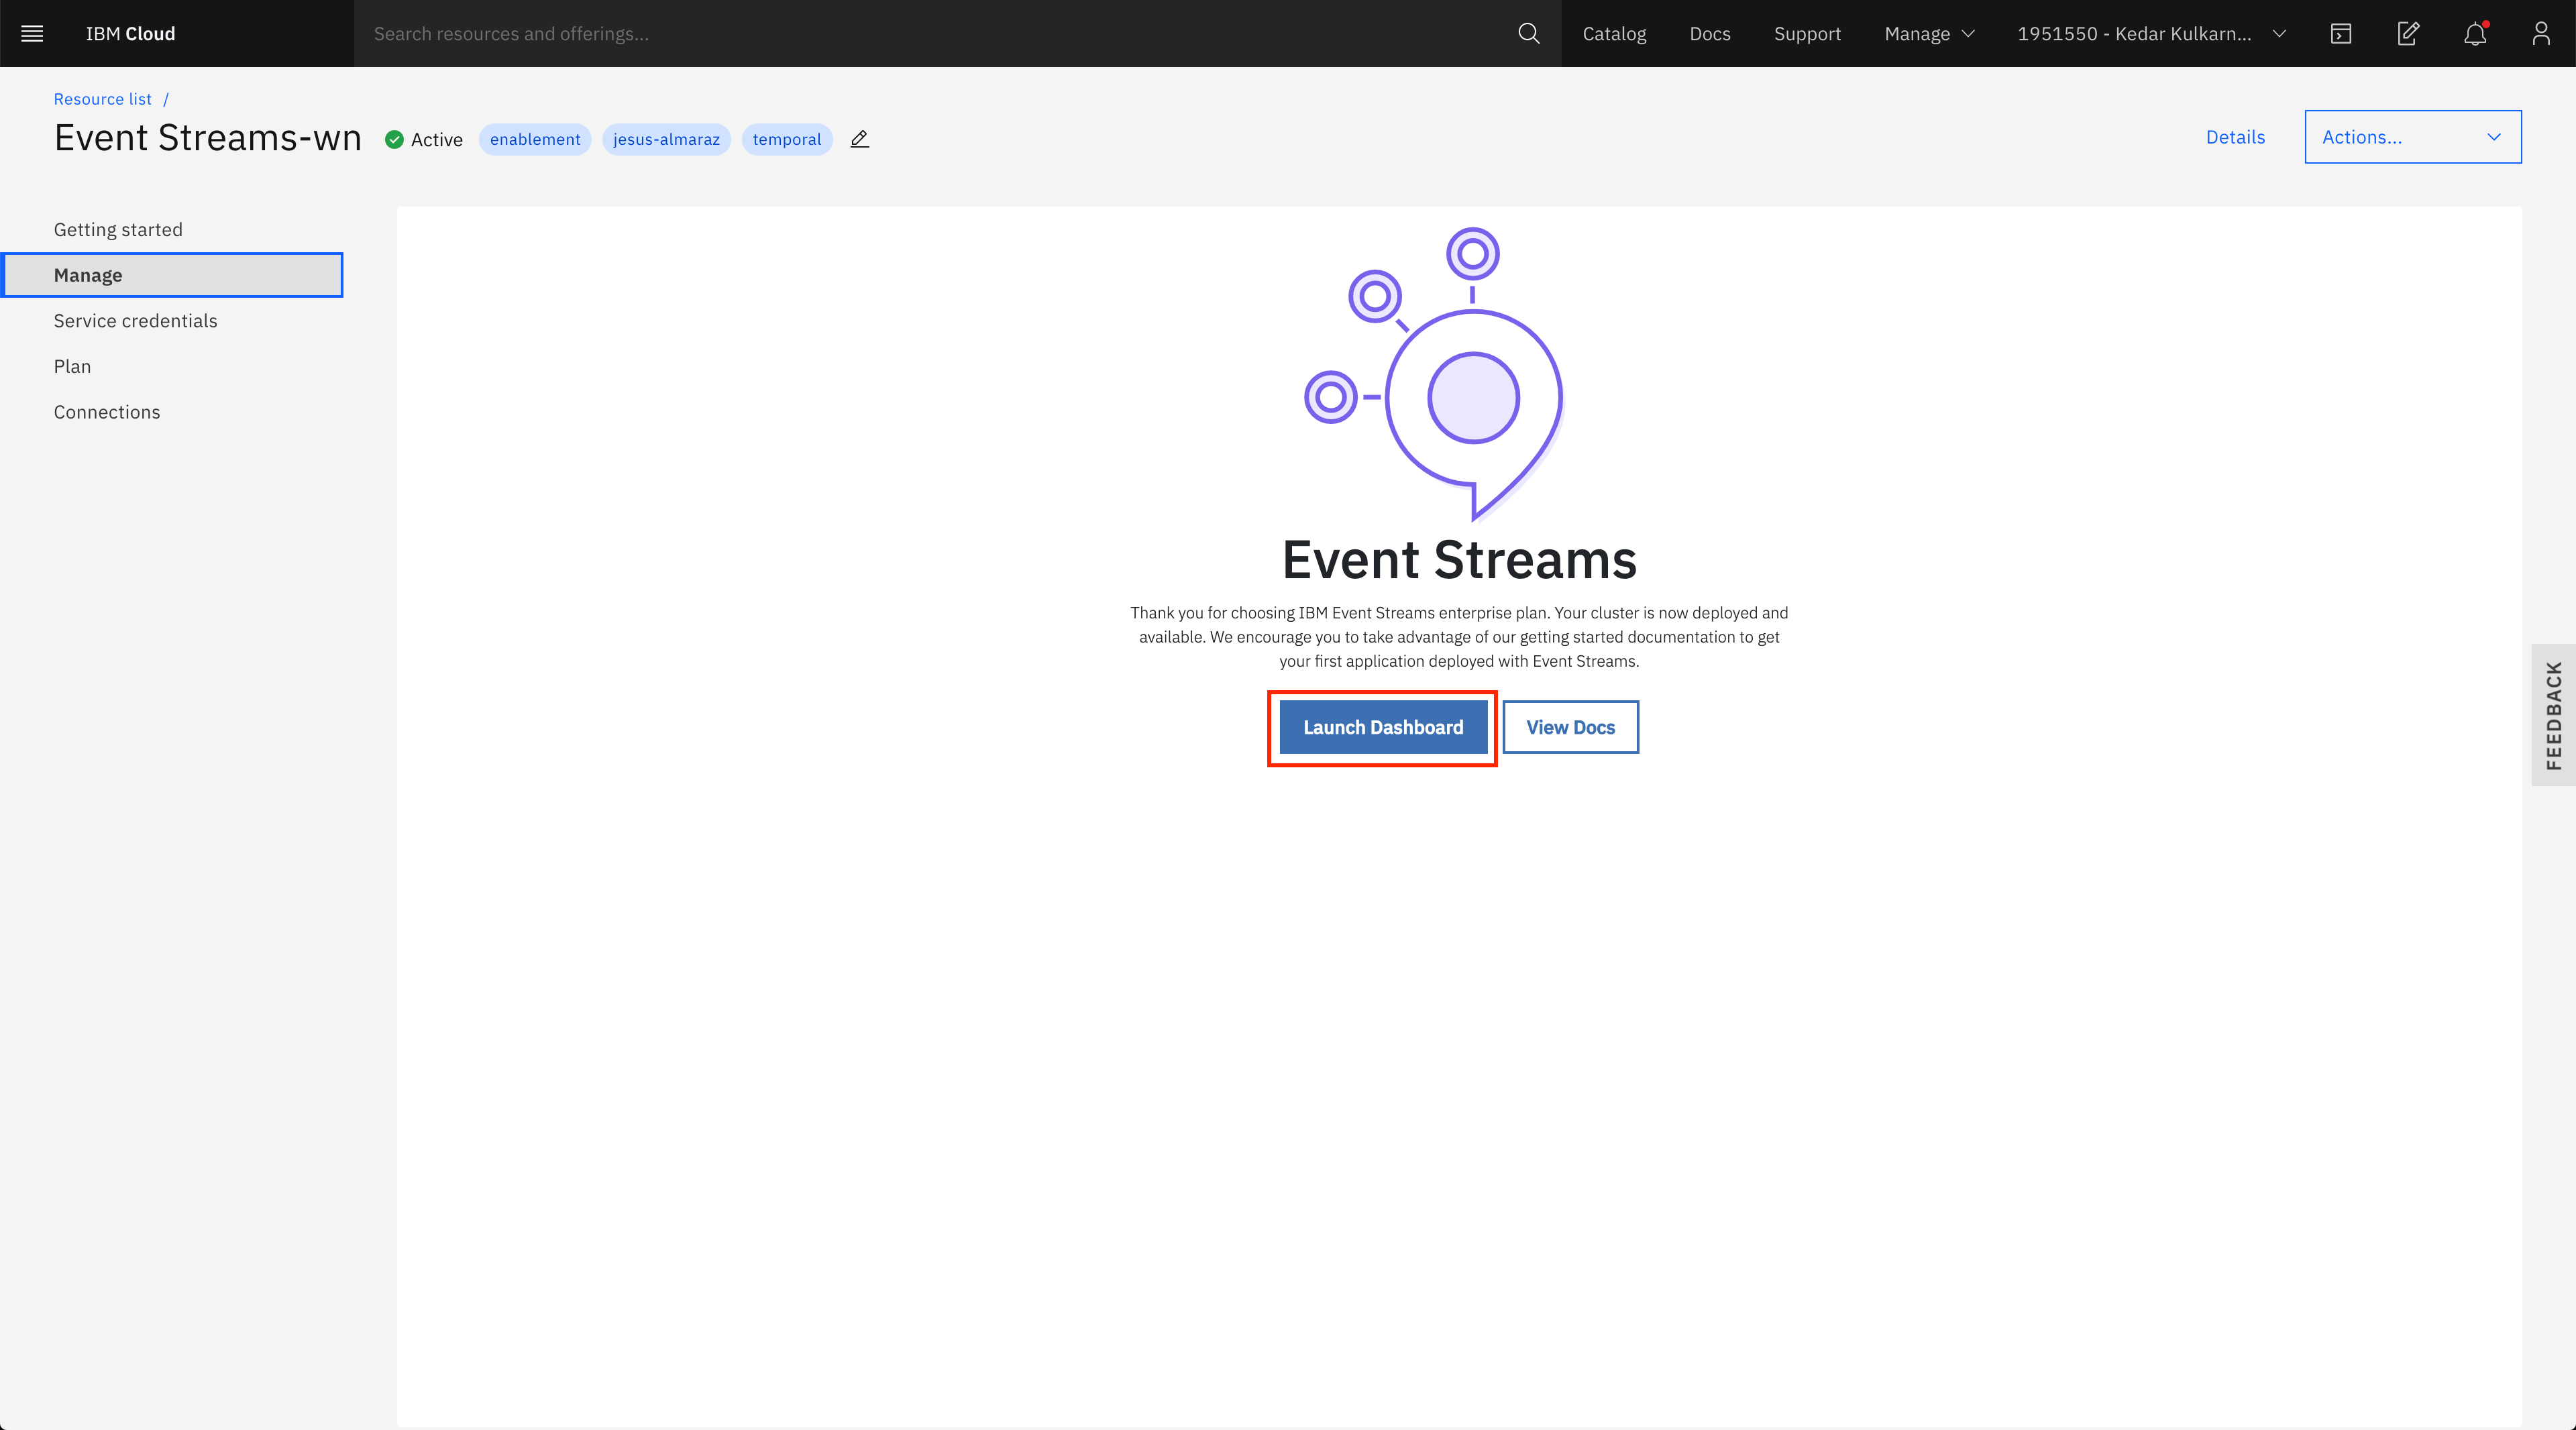 IBM Cloud
Search resources and offerings...
Catalog
Docs
Support
Manage
1951550 - Kedar Kulkarn...
Resource list /
Event Streams-wn
Active
enablement
jesus-almaraz
temporal
Details
Actions...
Getting started
Manage
Service credentials
Plan
Connections
Event Streams
Thank you for choosing IBM Event Streams enterprise plan. Your cluster is now deployed and
available. We encourage you to take advantage of our getting started documentation to get
your first application deployed with Event Streams.
Launch Dashboard
View Docs
FEEDBACK